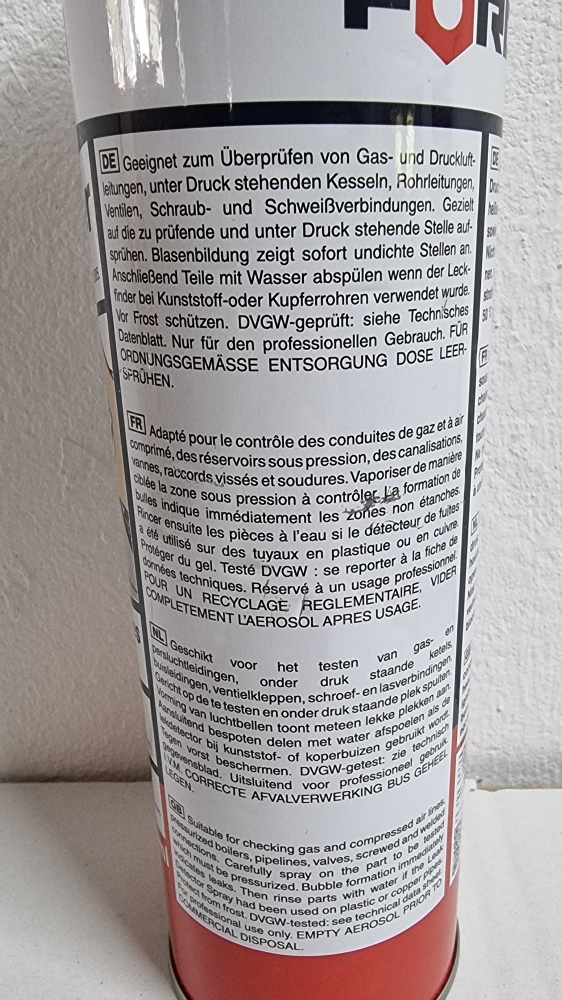 FOR
DE Geeignet zum Überprüfen von Gas- und Druckluft-
leitungen, unter Druck stehenden Kesseln, Rohrleitungen,
Ventilen, Schraub- und Schweißverbindungen. Gezielt
auf die zu prüfende und unter Druck stehende Stelle auf-
sprühen. Blasenbildung zeigt sofort undichte Stellen an.
Anschließend Teile mit Wasser abspülen wenn der Leck-
finder bei Kunststoff-oder Kupferrohren verwendet wurde.
Vor Frost schützen. DVGW-geprüft: siehe Technisches
Datenblatt. Nur für den professionellen Gebrauch. FÜR
ORDNUNGSGEMÄSSE ENTSORGUNG DOSE LEER-
SPRÜHEN.
FR Adapté pour le contrôle des conduites de gaz et à air
comprimé, des réservoirs sous pression, des canalisations,
vannes, raccords vissés et soudures. Vaporiser de manière
ciblée la zone sous pression à contrôler. La formation de
bulles indique immédiatement les zones non étanches.
Rincer ensuite les pièces à l'eau si le détecteur de fuites
a été utilisé sur des tuyaux en plastique ou en cuivre.
Protéger du gel. Testé DVGW : se reporter à la fiche de
données techniques. Réservé à un usage professionnel.
POUR UN RECYCLAGE REGLEMENTAIRE, VIDER
COMPLETEMENT L'AEROSOL APRES USAGE.
NL Geschikt voor het testen van gas- en
persluchtleidingen, onder druk staande ketels,
buisleidingen, ventielkleppen, schroef- en lasverbindingen.
Gericht op de te testen en onder druk staande plek spuiten.
Vorming van luchtbellen toont meteen lekke plekken aan.
Aansluitend bespoten delen met water afspoelen als de
lekdetector bij kunststof- of koperbuizen gebruikt wordt.
Tegen vorst beschermen. DVGW-getest: zie technisch
gegevensblad. Uitsluitend voor professioneel gebruik.
I.V.M. CORRECTE AFVALVERWERKING BUS GEHEEL
LEGEN.
GB Suitable for checking gas and compressed air lines,
pressurized boilers, pipelines, valves, screwed and welded
connections. Carefully spray on the part to be tested
which must be pressurized. Bubble formation immediately
indicates leaks. Then rinse parts with water if the Leak
Detector Spray had been used on plastic or copper pipes.
Protect from frost. DVGW-tested: see technical data sheet.
For professional use only. EMPTY AEROSOL PRIOR TO
COMMERCIAL DISPOSAL.